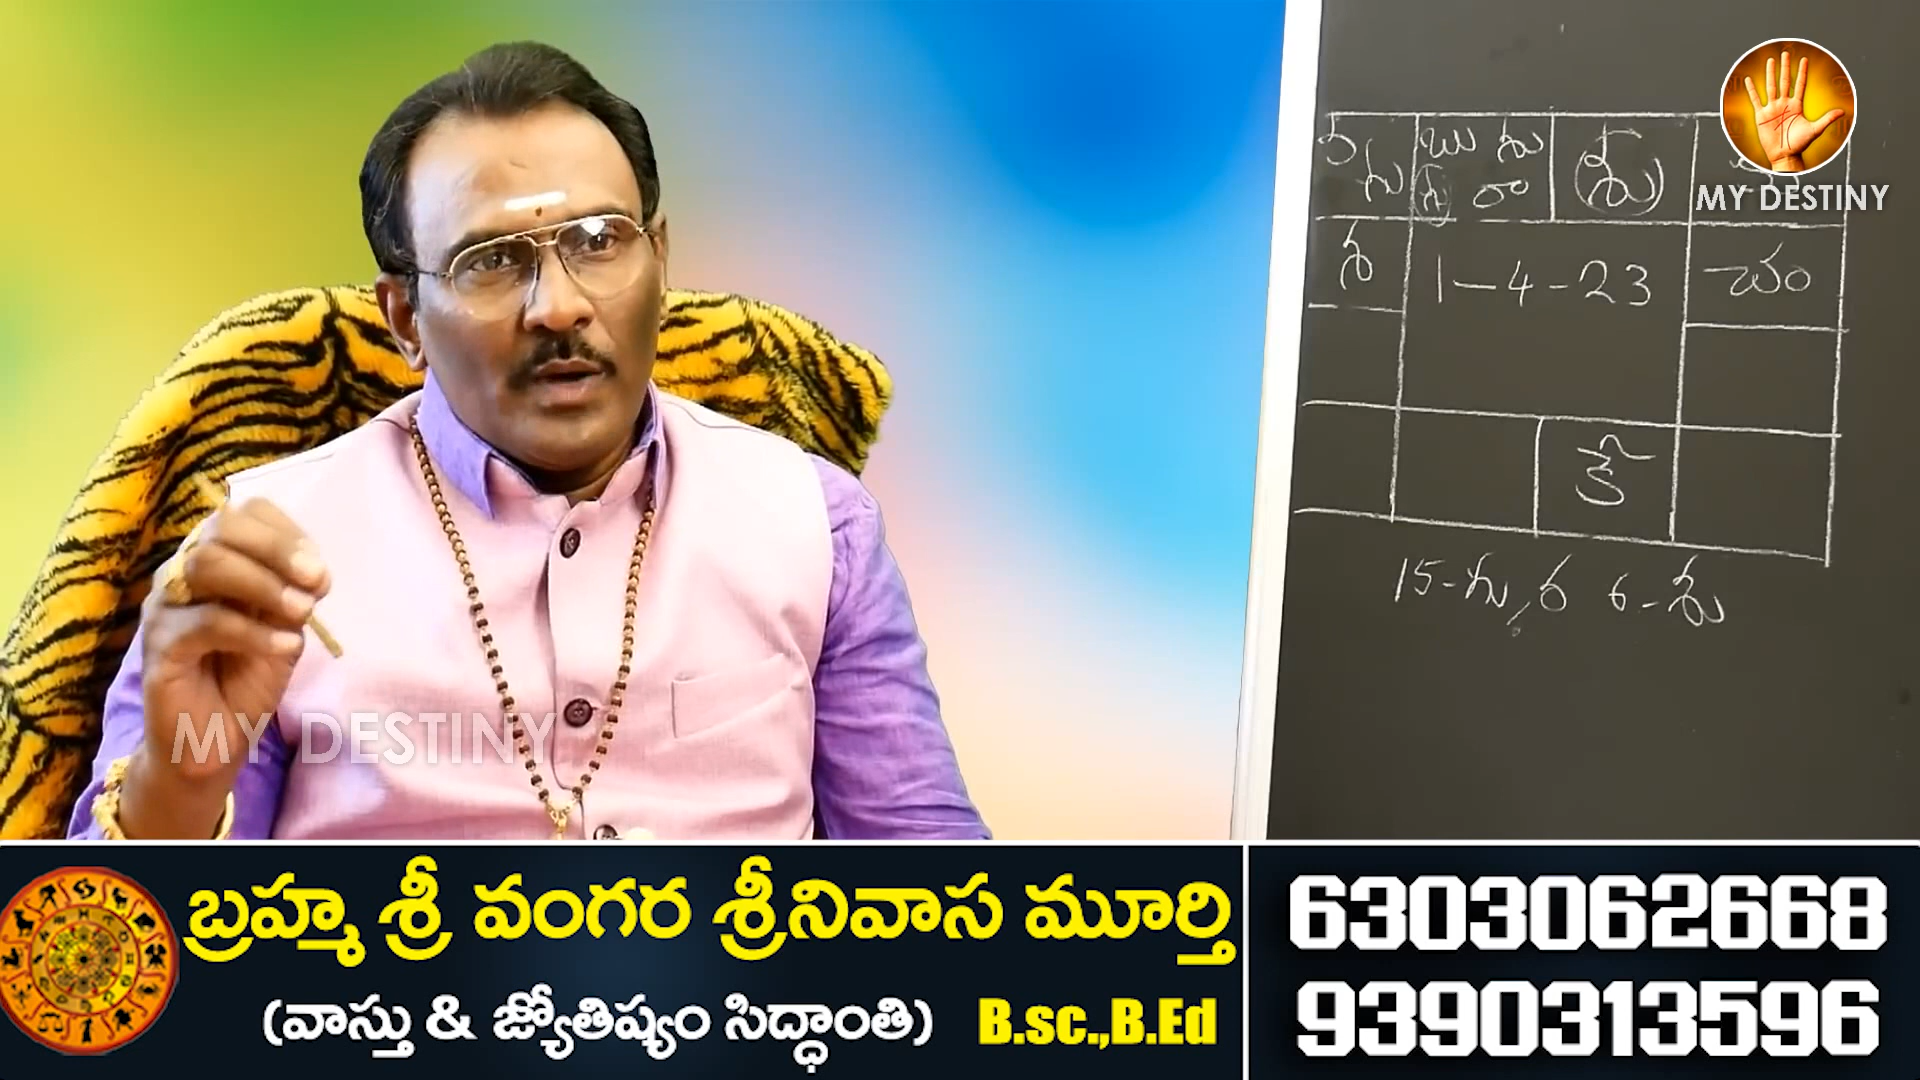 MY DESTINY
బు శు
రా
శు
శ
1-4-23
చం
కే
15-గు, ర 6-శు
MY DESTINY
బ్రహ్మ శ్రీ వంగర శ్రీనివాస మూర్తి
(వాస్తు & జ్యోతిష్యం సిద్ధాంతి) B.sc.,B.Ed
6303062668
9390313596